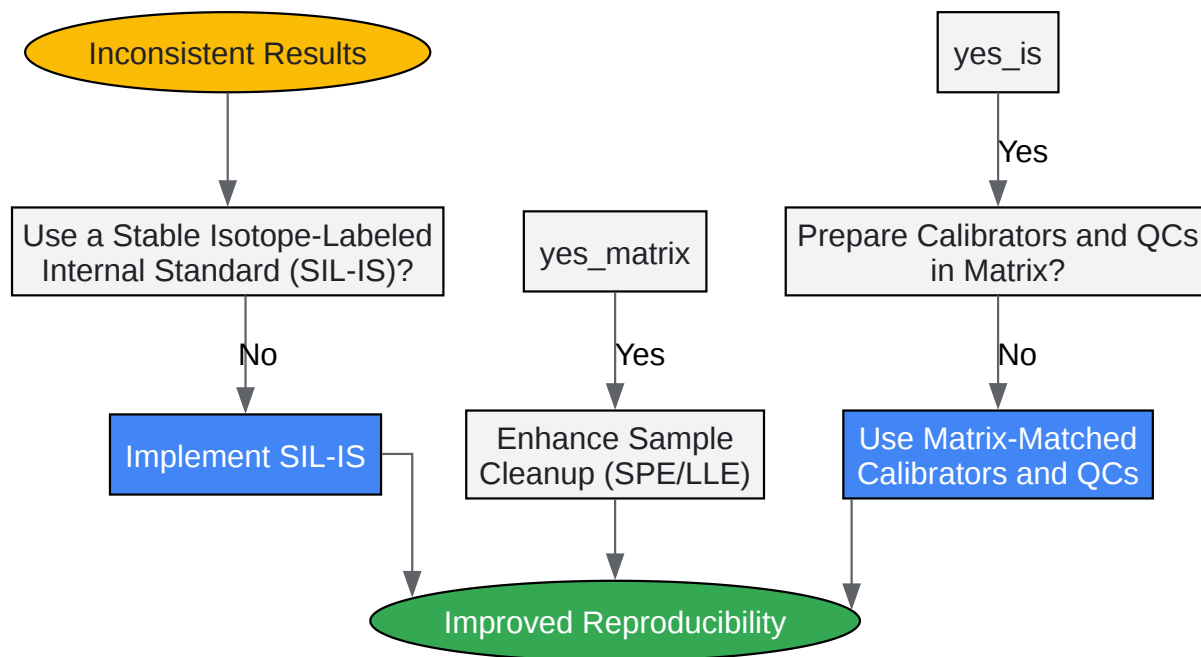 Inconsistent Results
yes_is
Yes
Use a Stable Isotope-Labeled
Internal Standard (SIL-IS)?
yes_matrix
Prepare Calibrators and QCs
in Matrix?
No
Yes
No
Implement SIL-IS
Enhance Sample
Cleanup (SPE/LLE)
Use Matrix-Matched
Calibrators and QCs
Improved Reproducibility